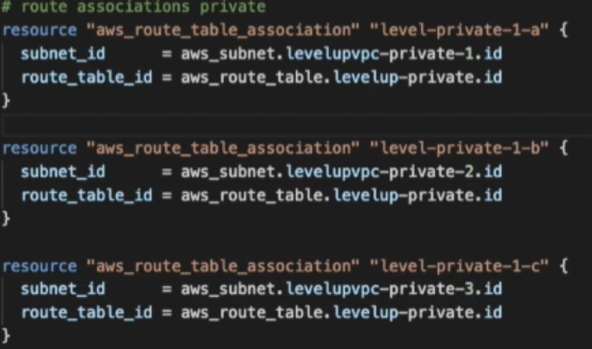 # route associations private
resource "aws_route_table_association" "level-private-1-a" {
  subnet_id      = aws_subnet.levelupvpc-private-1.id
  route_table_id = aws_route_table.levelup-private.id
}

resource "aws_route_table_association" "level-private-1-b" {
  subnet_id      = aws_subnet.levelupvpc-private-2.id
  route_table_id = aws_route_table.levelup-private.id
}

resource "aws_route_table_association" "level-private-1-c" {
  subnet_id      = aws_subnet.levelupvpc-private-3.id
  route_table_id = aws_route_table.levelup-private.id
}